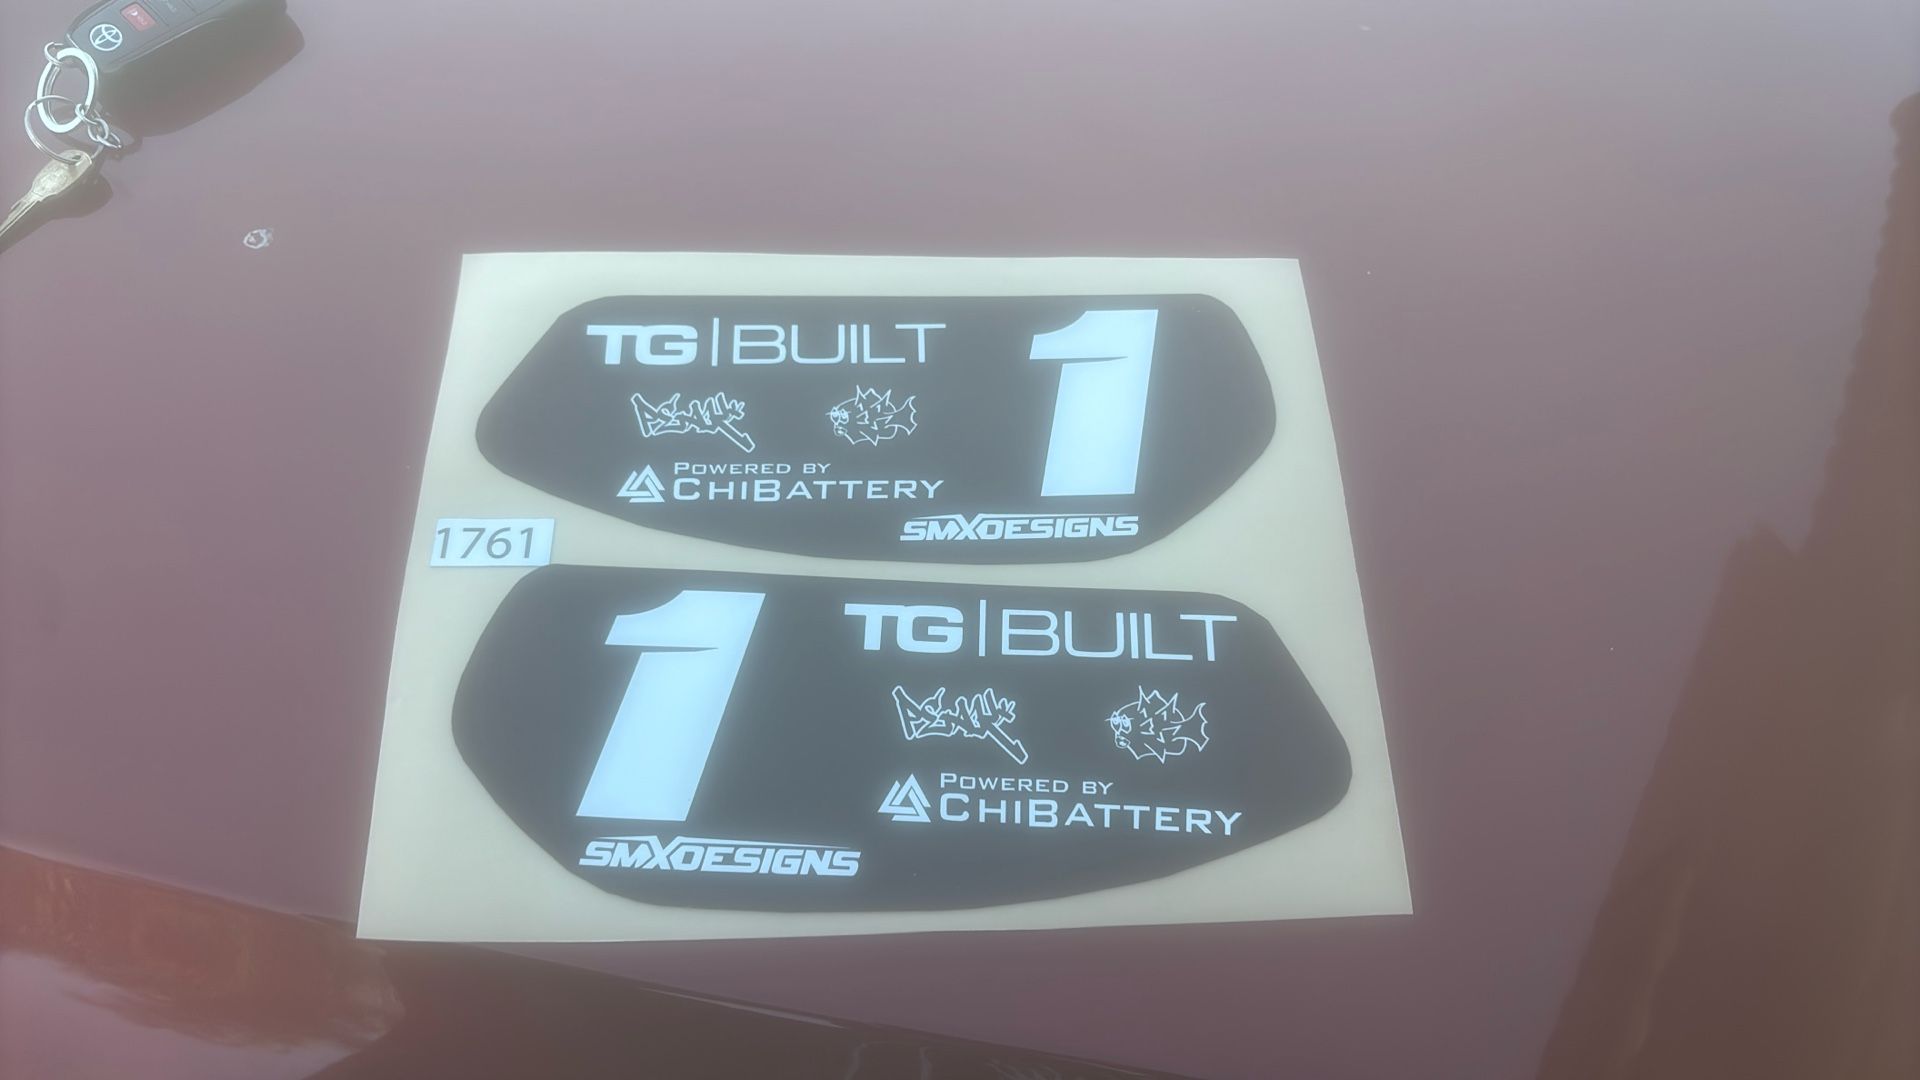 TG|BUILT
1
POWERED BY
CHIBATTERY
SMXDESIGNS
1761
1
TG|BUILT
POWERED BY
CHIBATTERY
SMXDESIGNS